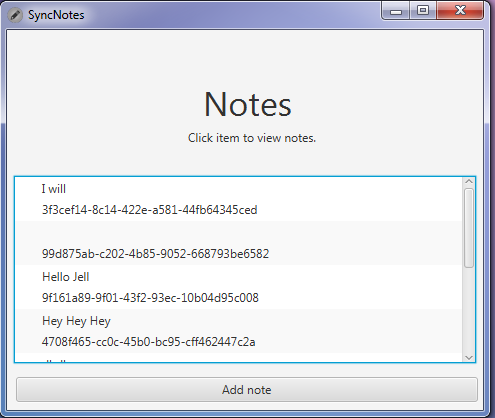 SyncNotes
Notes
Click item to view notes.
I will
3f3cef14-8c14-422e-a581-44fb64345ced
99d875ab-c202-4b85-9052-668793be6582
Hello Jell
9f161a89-9f01-43f2-93ec-10b04d95c008
Hey Hey Hey
4708f465-cc0c-45b0-bc95-cff462447c2a
Add note